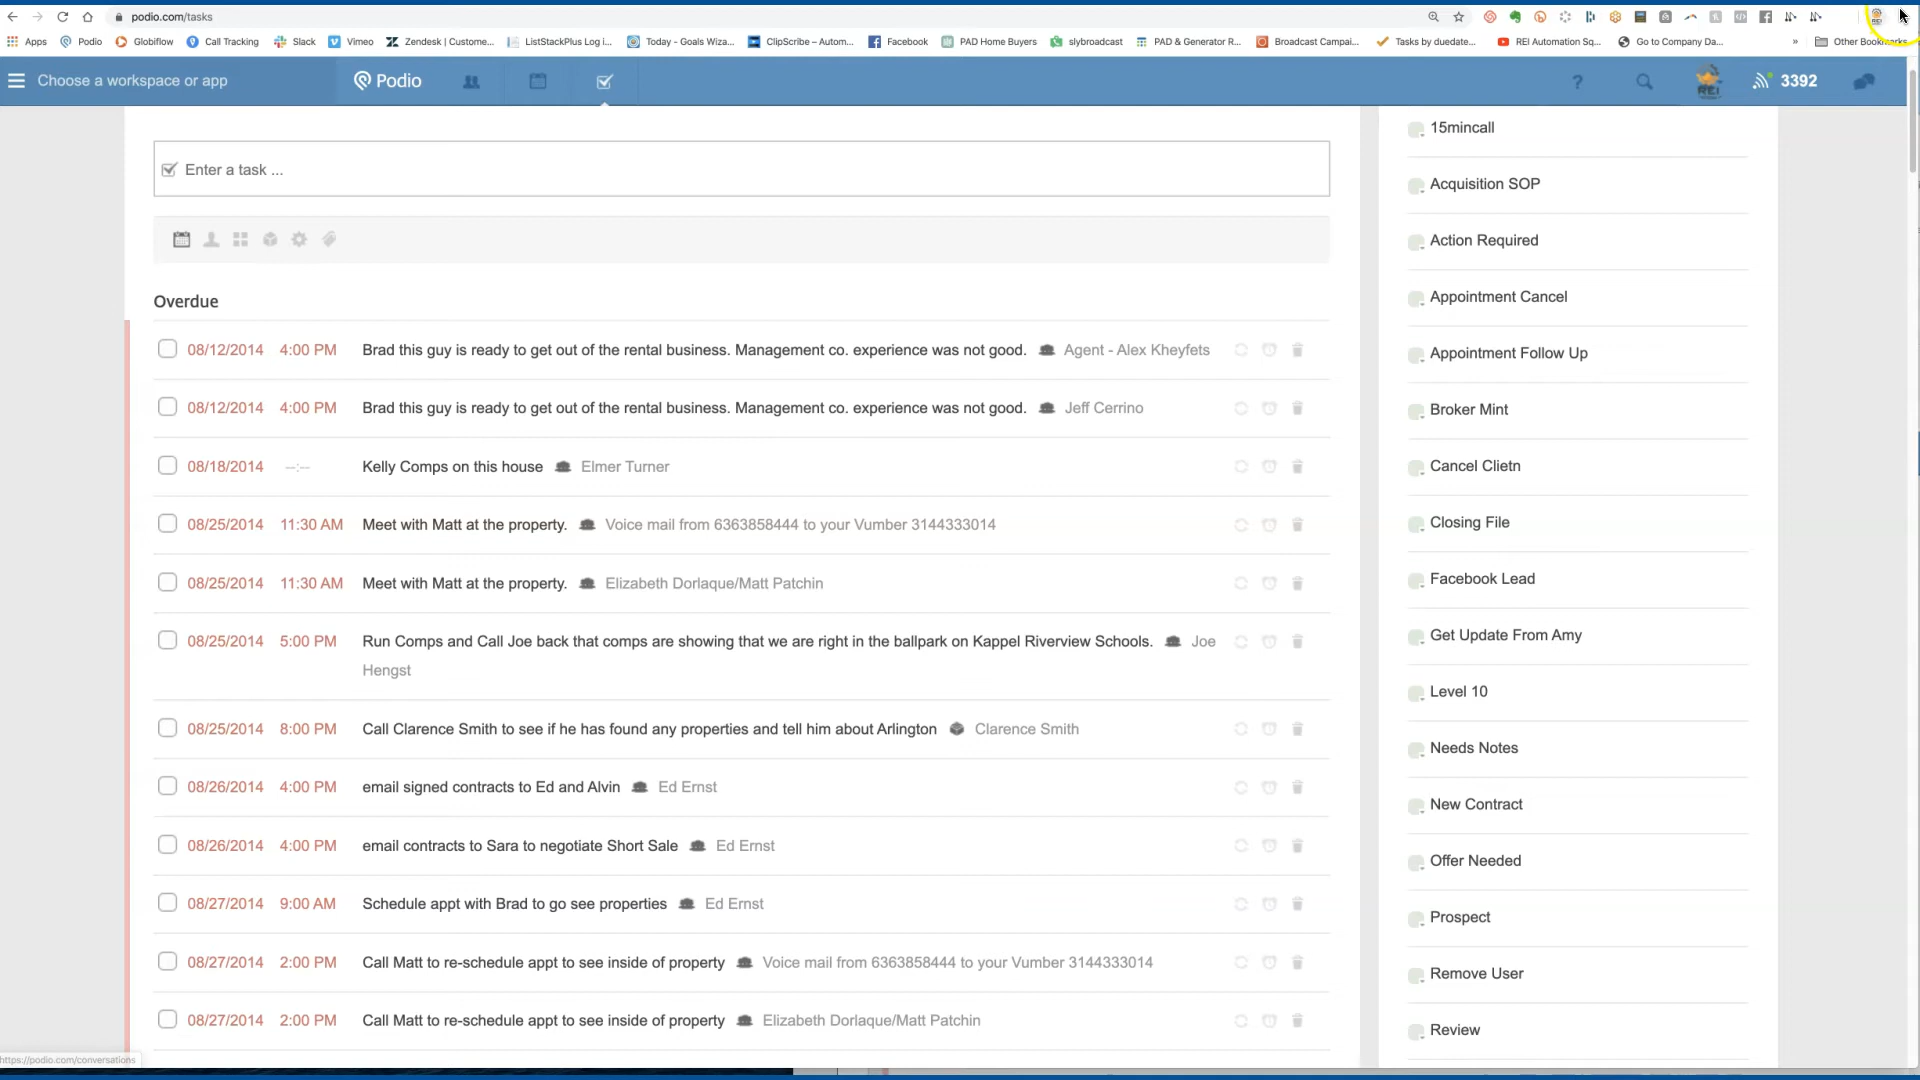 podio.com/tasks
Apps Podio Globiflow Call Tracking Slack Vimeo Zendesk | Custome... ListStackPlus Log i... Today - Goals Wiza... ClipScribe – Autom... Facebook PAD Home Buyers slybroadcast PAD & Generator R... Broadcast Campai... Tasks by duedate... REI Automation Sq... Go to Company Da... » Other Bookmarks
Choose a workspace or app Podio ? REI 3392
Enter a task ...
Overdue
08/12/2014 4:00 PM Brad this guy is ready to get out of the rental business. Management co. experience was not good. Agent - Alex Kheyfets
08/12/2014 4:00 PM Brad this guy is ready to get out of the rental business. Management co. experience was not good. Jeff Cerrino
08/18/2014 --:-- Kelly Comps on this house Elmer Turner
08/25/2014 11:30 AM Meet with Matt at the property. Voice mail from 6363858444 to your Vumber 3144333014
08/25/2014 11:30 AM Meet with Matt at the property. Elizabeth Dorlaque/Matt Patchin
08/25/2014 5:00 PM Run Comps and Call Joe back that comps are showing that we are right in the ballpark on Kappel Riverview Schools. Joe
Hengst
08/25/2014 8:00 PM Call Clarence Smith to see if he has found any properties and tell him about Arlington Clarence Smith
08/26/2014 4:00 PM email signed contracts to Ed and Alvin Ed Ernst
08/26/2014 4:00 PM email contracts to Sara to negotiate Short Sale Ed Ernst
08/27/2014 9:00 AM Schedule appt with Brad to go see properties Ed Ernst
08/27/2014 2:00 PM Call Matt to re-schedule appt to see inside of property Voice mail from 6363858444 to your Vumber 3144333014
08/27/2014 2:00 PM Call Matt to re-schedule appt to see inside of property Elizabeth Dorlaque/Matt Patchin
15mincall
Acquisition SOP
Action Required
Appointment Cancel
Appointment Follow Up
Broker Mint
Cancel Clietn
Closing File
Facebook Lead
Get Update From Amy
Level 10
Needs Notes
New Contract
Offer Needed
Prospect
Remove User
Review
https://podio.com/conversations